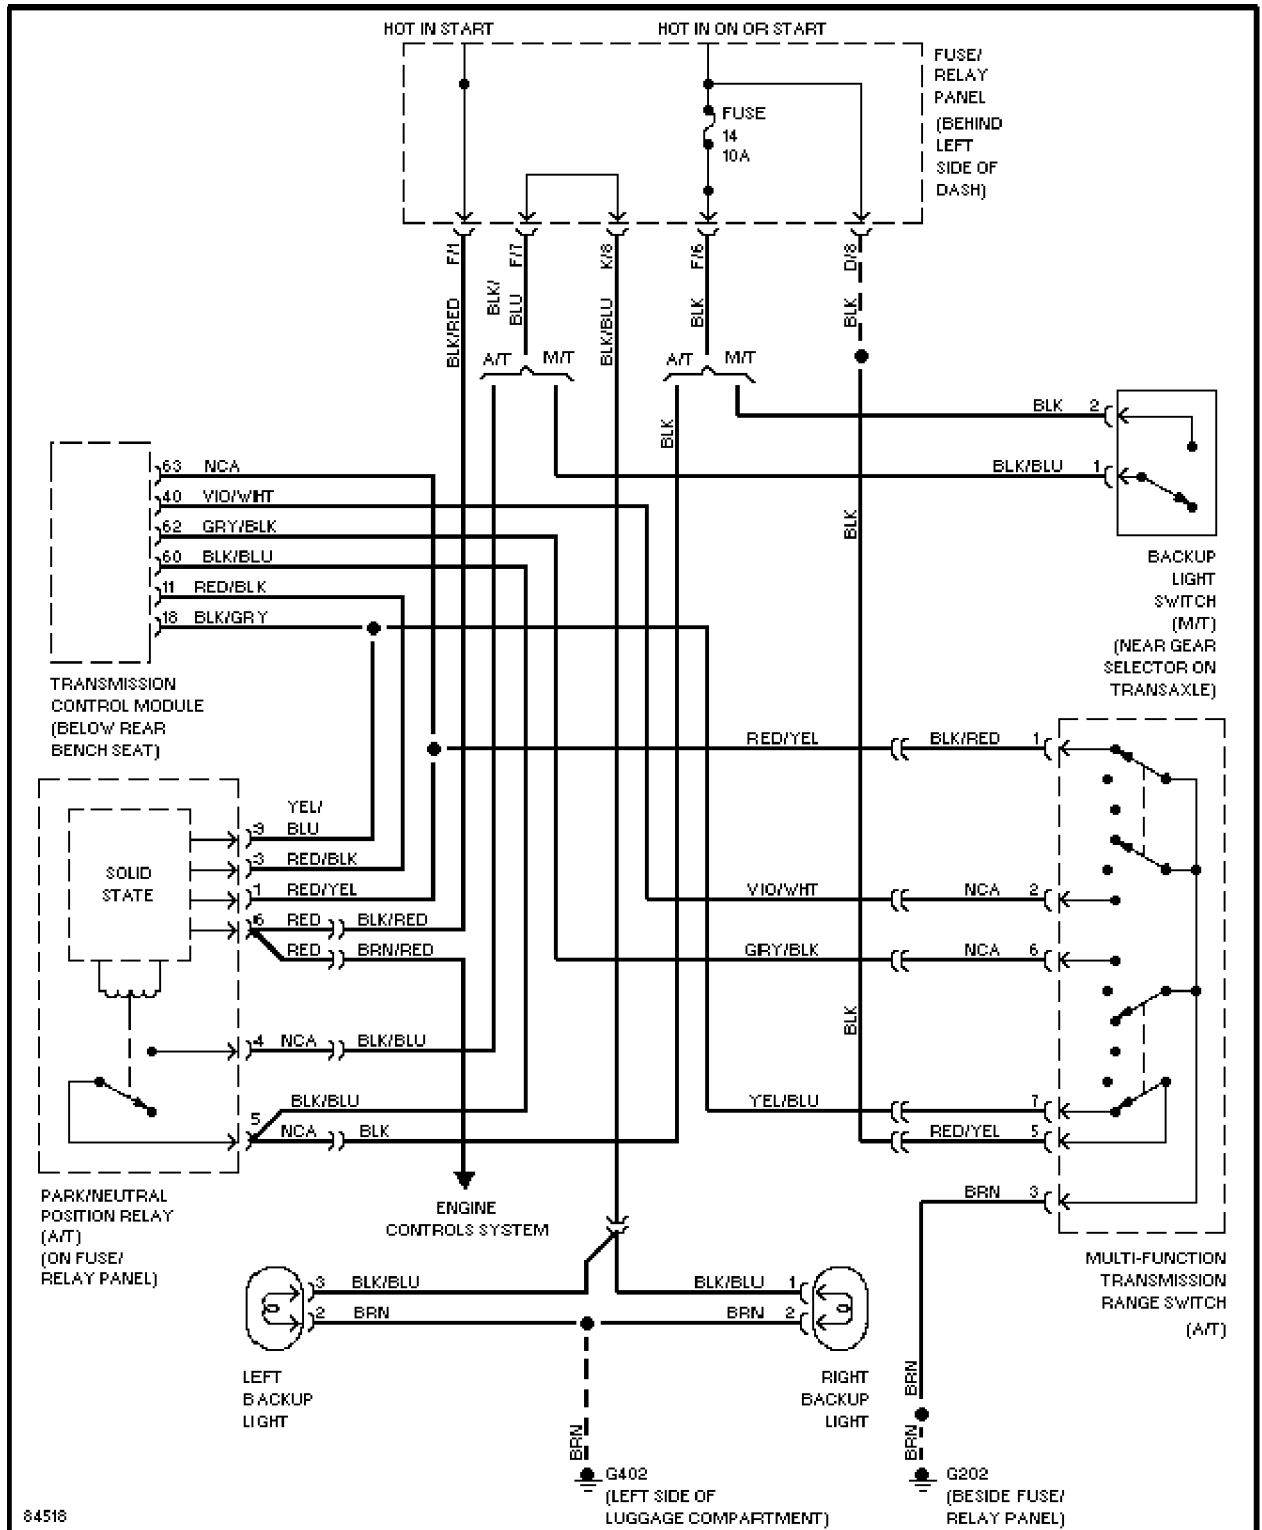 HOT IN START
HOT IN ON OR START
FUSE/
RELAY
PANEL
(BEHIND
LEFT
SIDE OF
DASH)
FUSE
14
10A
F/1
F/7
K/8
F/6
D/8
BLK/RED
BLK/
BLU
BLK/BLU
BLK
BLK
A/T
M/T
A/T
M/T
BLK
BLK 2
BLK/BLU 1
BLK
BACKUP
LIGHT
SWITCH
(M/T)
(NEAR GEAR
SELECTOR ON
TRANSAXLE)
63 NCA
40 VIO/WHT
62 GRY/BLK
60 BLK/BLU
11 RED/BLK
18 BLK/GRY
TRANSMISSION
CONTROL MODULE
(BELOW REAR
BENCH SEAT)
RED/YEL BLK/RED 1
SOLID
STATE
YEL/
9 BLU
3 RED/BLK
1 RED/YEL
6 RED BLK/RED
RED BRN/RED
4 NCA BLK/BLU
BLK/BLU
5
NCA BLK
VIO/WHT NCA 2
GRY/BLK NCA 6
BLK
YEL/BLU 7
RED/YEL 5
BRN 3
PARK/NEUTRAL
POSITION RELAY
(A/T)
(ON FUSE/
RELAY PANEL)
ENGINE
CONTROLS SYSTEM
MULTI-FUNCTION
TRANSMISSION
RANGE SWITCH
(A/T)
3 BLK/BLU
2 BRN
BLK/BLU 1
BRN 2
LEFT
BACKUP
LIGHT
RIGHT
BACKUP
LIGHT
BRN
BRN
BRN
G402
(LEFT SIDE OF
LUGGAGE COMPARTMENT)
G202
(BESIDE FUSE/
RELAY PANEL)
84518